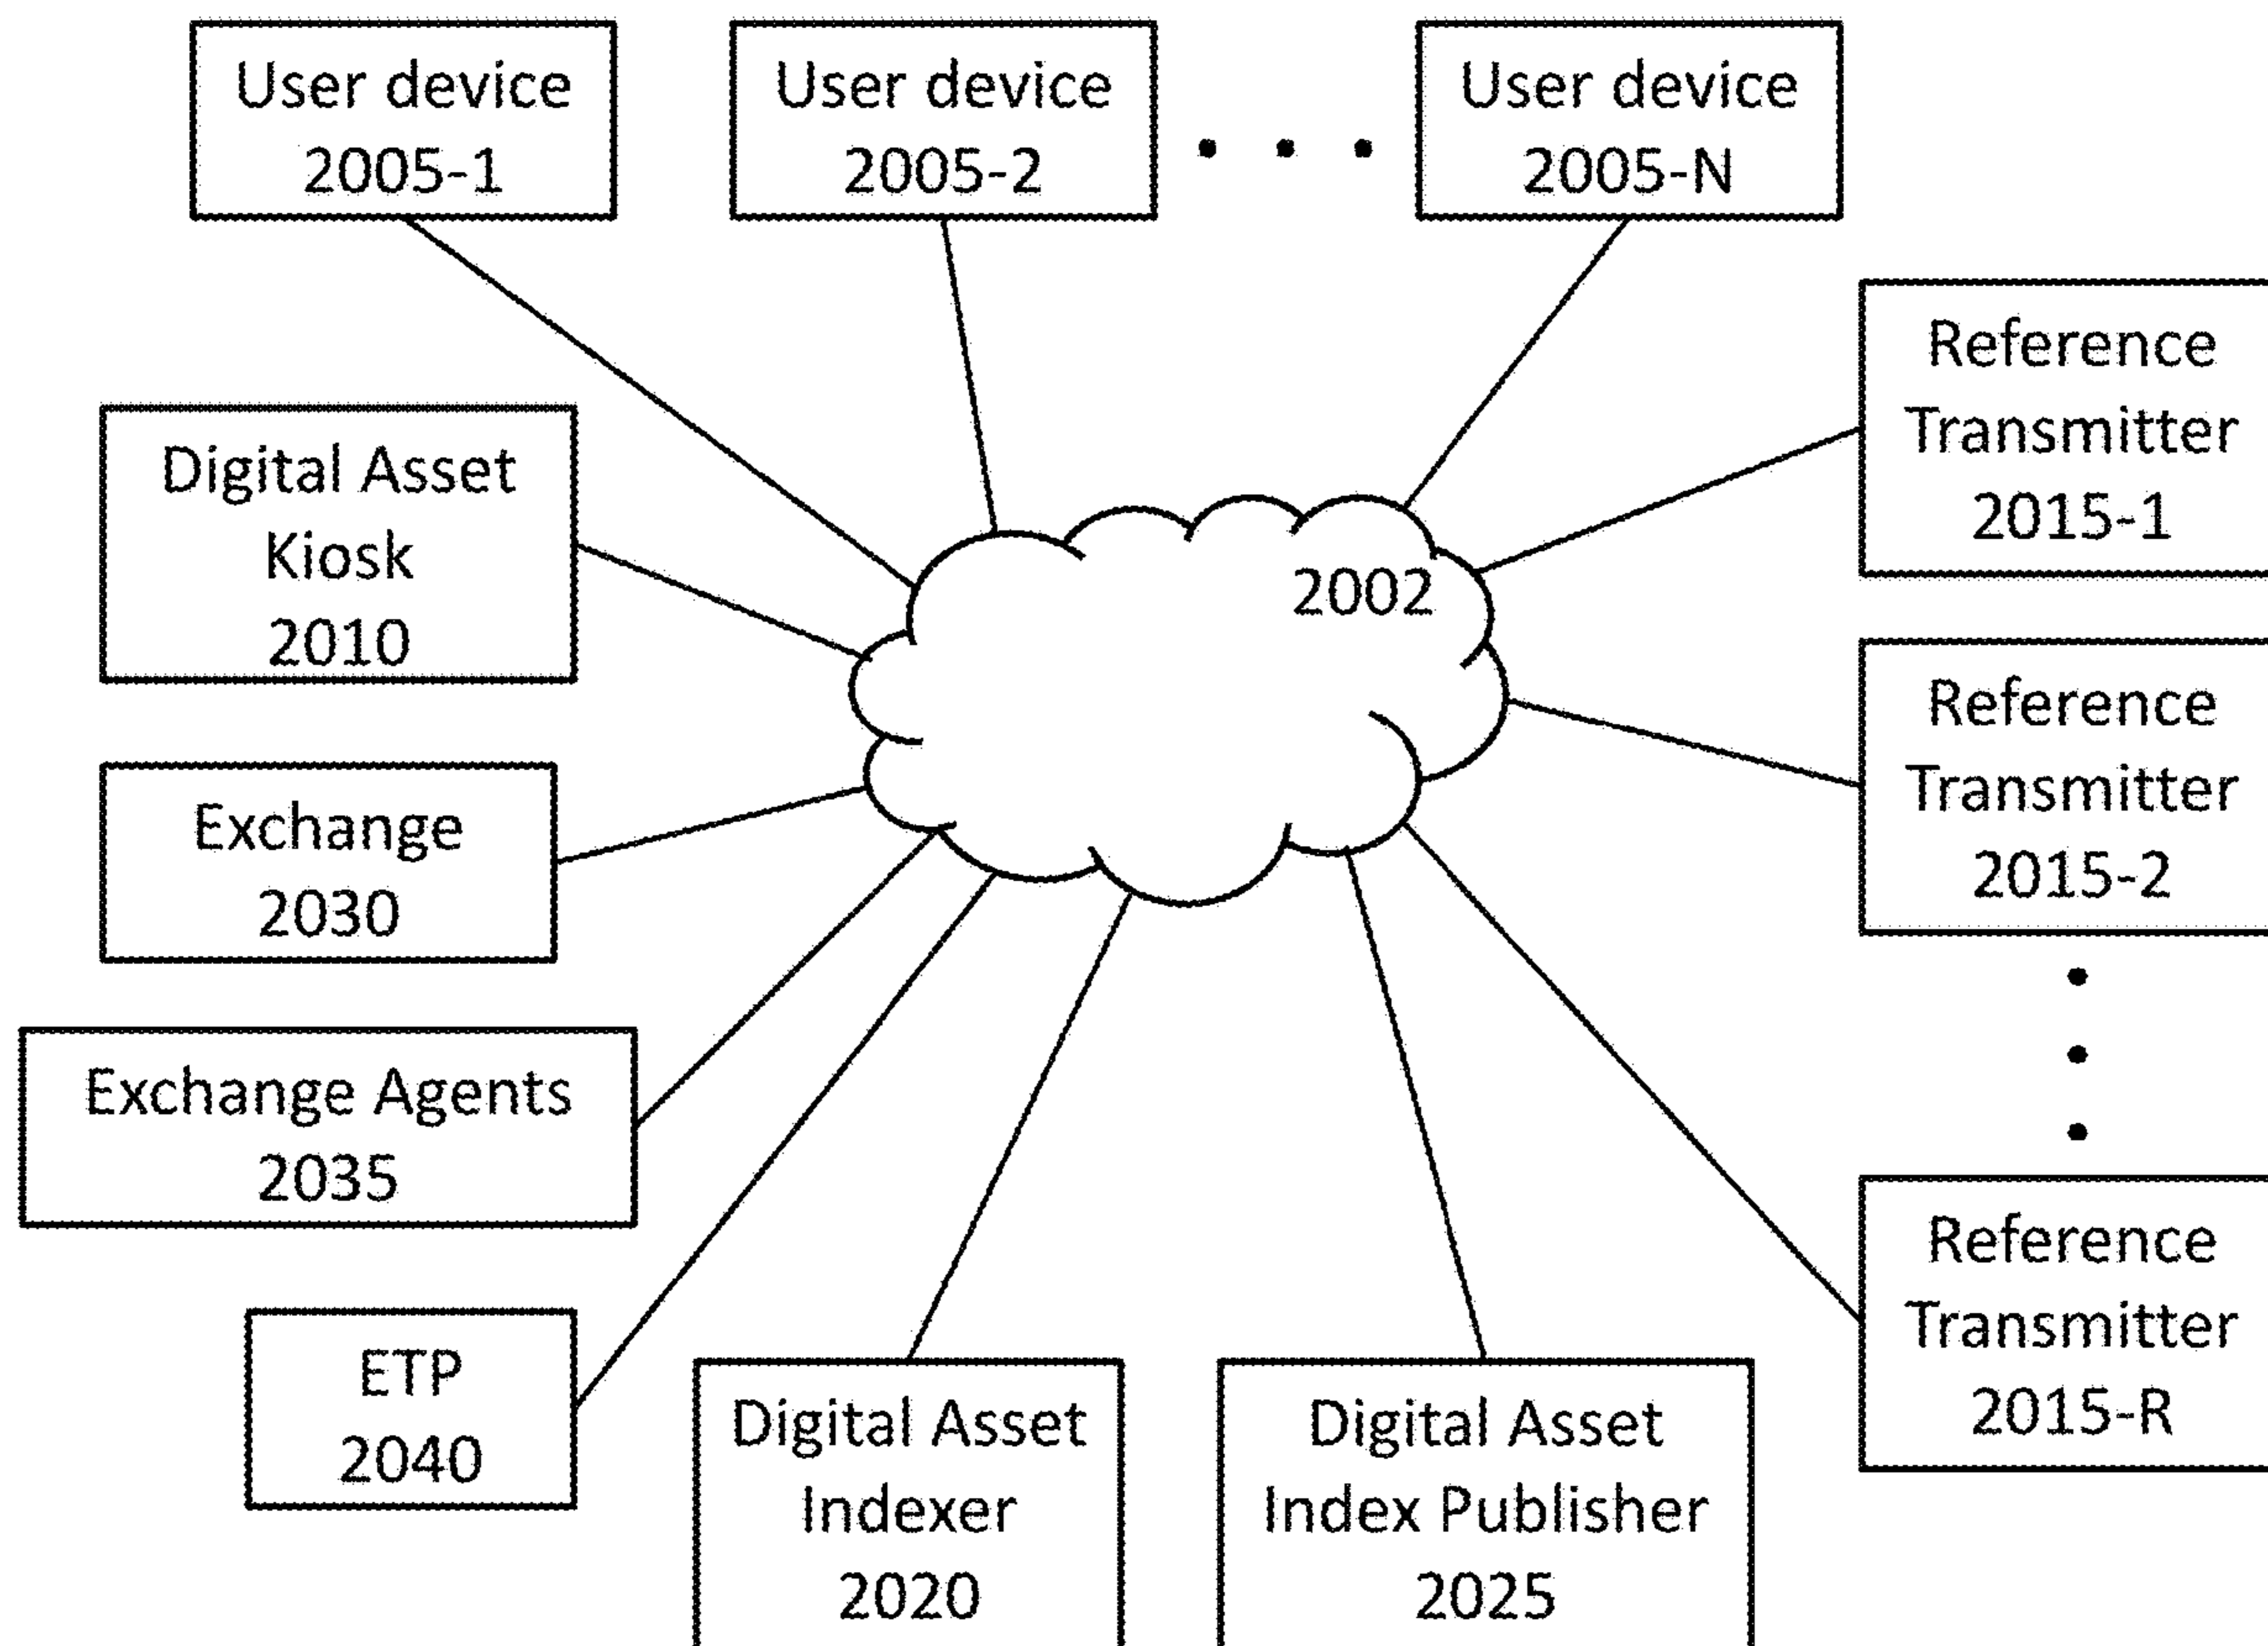 User device
2005-1
User device
2005-2
User device
2005-N
Reference
Transmitter
2015-1
Digital Asset
Kiosk
2010
2002
Reference
Transmitter
2015-2
Exchange
2030
Exchange Agents
2035
Reference
Transmitter
2015-R
ETP
2040
Digital Asset
Indexer
2020
Digital Asset
Index Publisher
2025